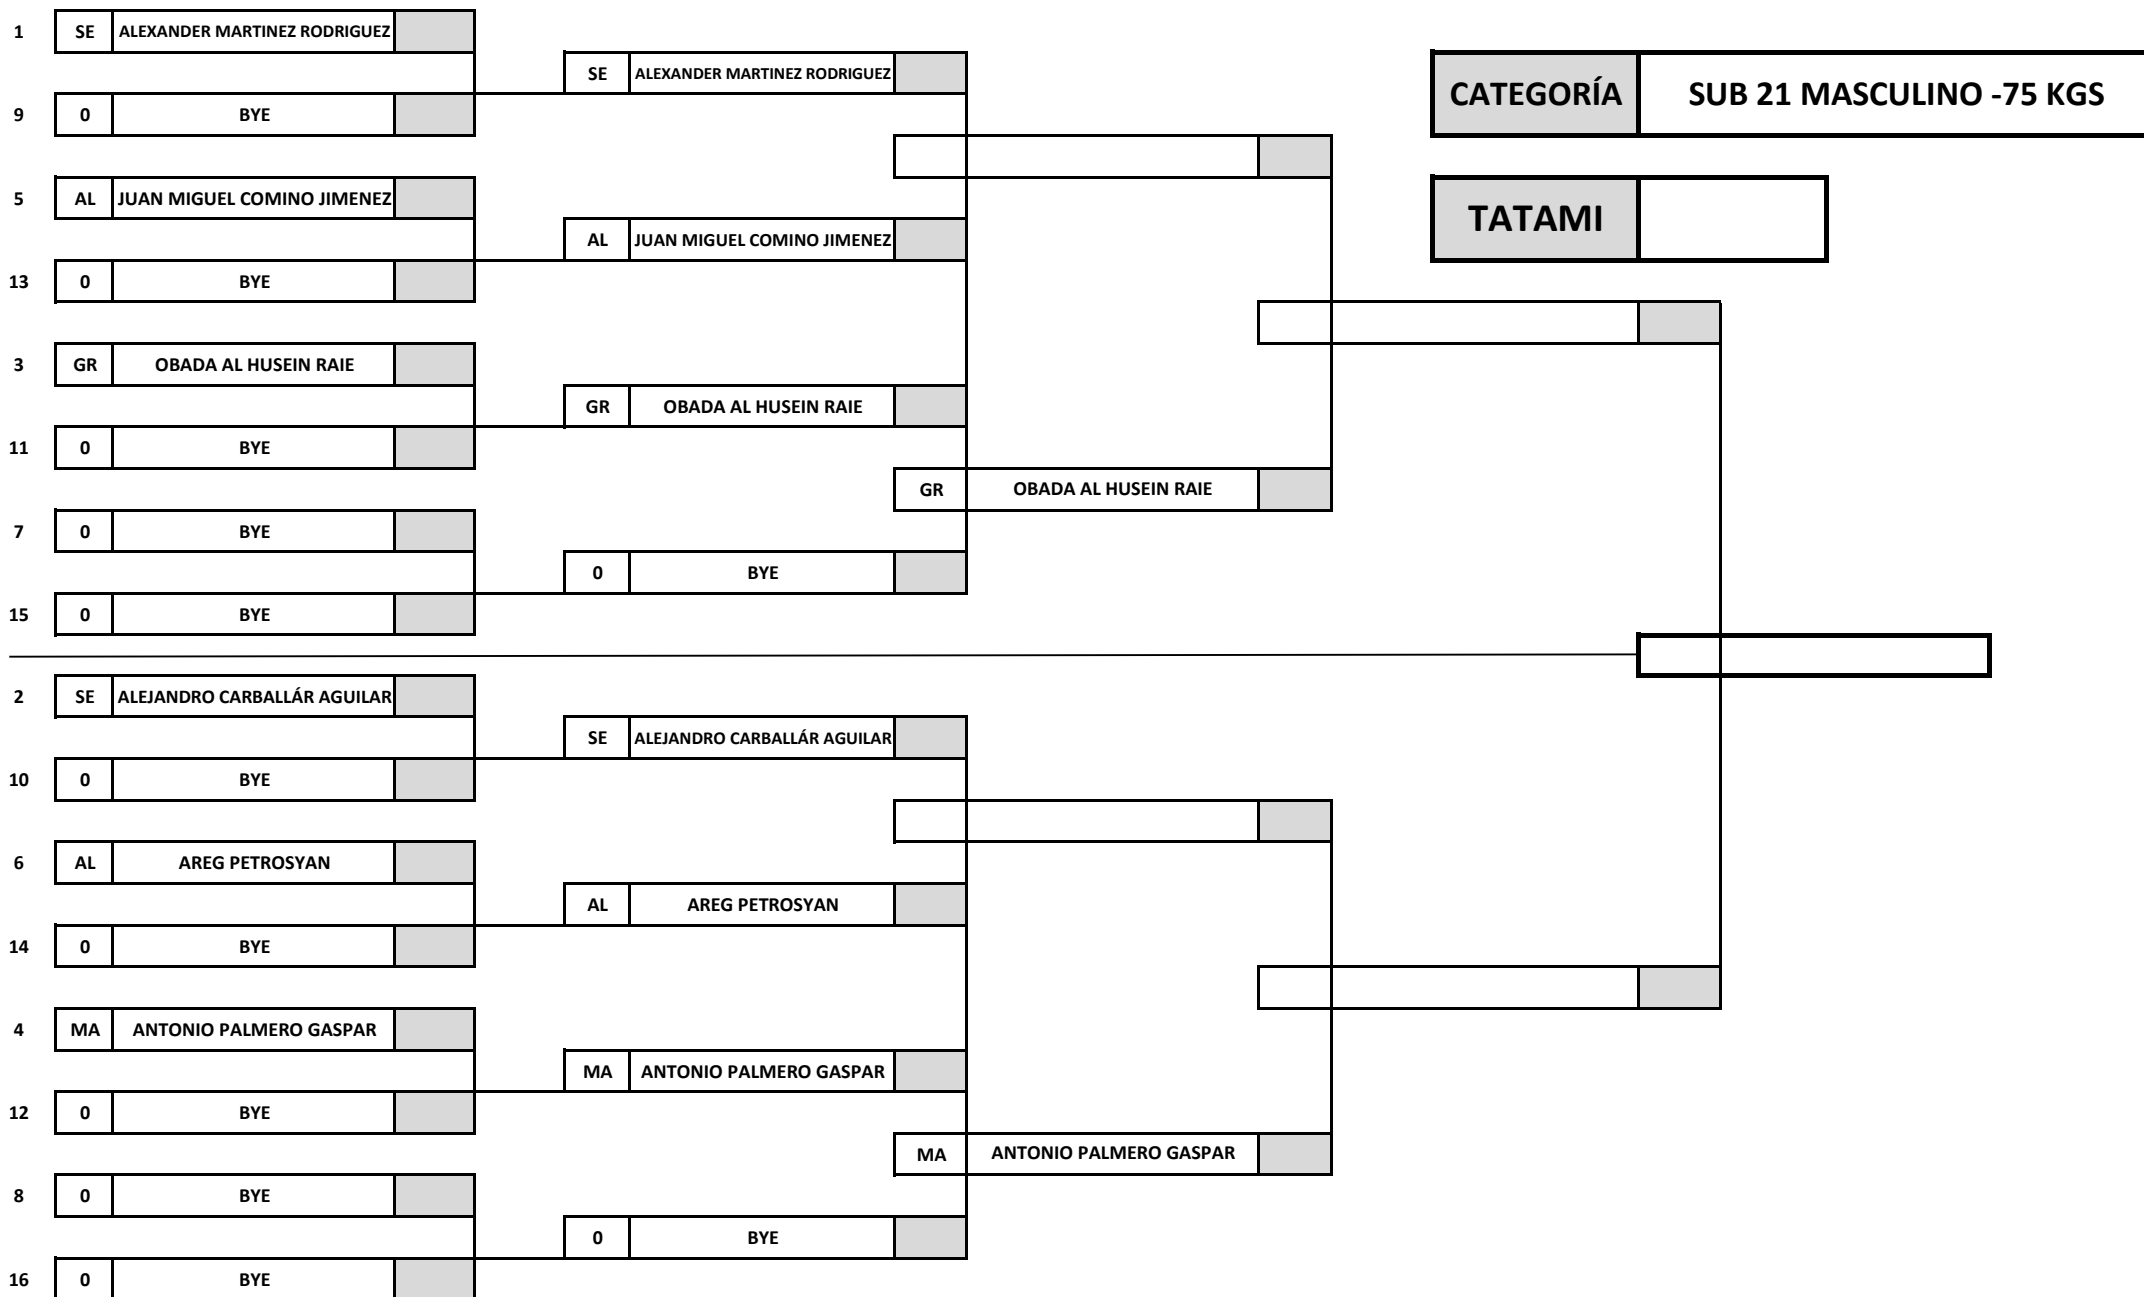 1 SE ALEXANDER MARTINEZ RODRIGUEZ
SE ALEXANDER MARTINEZ RODRIGUEZ
CATEGORÍA SUB 21 MASCULINO -75 KGS
9 0 BYE
5 AL JUAN MIGUEL COMINO JIMENEZ
TATAMI
AL JUAN MIGUEL COMINO JIMENEZ
13 0 BYE
3 GR OBADA AL HUSEIN RAIE
GR OBADA AL HUSEIN RAIE
11 0 BYE
GR OBADA AL HUSEIN RAIE
7 0 BYE
0 BYE
15 0 BYE
2 SE ALEJANDRO CARBALLÁR AGUILAR
SE ALEJANDRO CARBALLÁR AGUILAR
10 0 BYE
6 AL AREG PETROSYAN
AL AREG PETROSYAN
14 0 BYE
4 MA ANTONIO PALMERO GASPAR
MA ANTONIO PALMERO GASPAR
12 0 BYE
MA ANTONIO PALMERO GASPAR
8 0 BYE
0 BYE
16 0 BYE